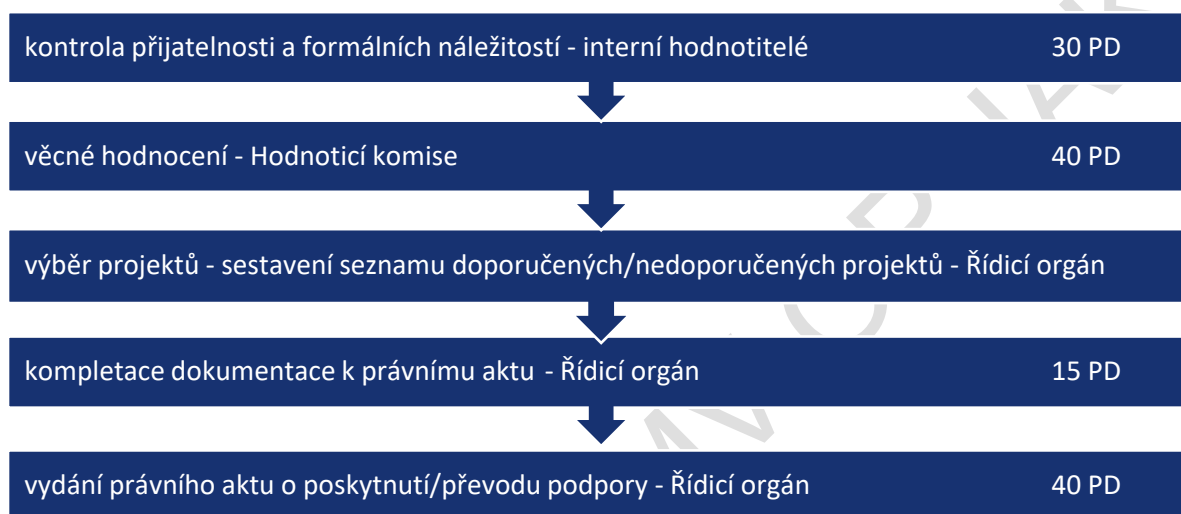 kontrola přijatelnosti a formálních náležitostí - interní hodnotitelé 30 PD
věcné hodnocení - Hodnoticí komise 40 PD
výběr projektů - sestavení seznamu doporučených/nedoporučených projektů - Řídicí orgán
kompletace dokumentace k právnímu aktu - Řídicí orgán 15 PD
vydání právního aktu o poskytnutí/převodu podpory - Řídicí orgán 40 PD